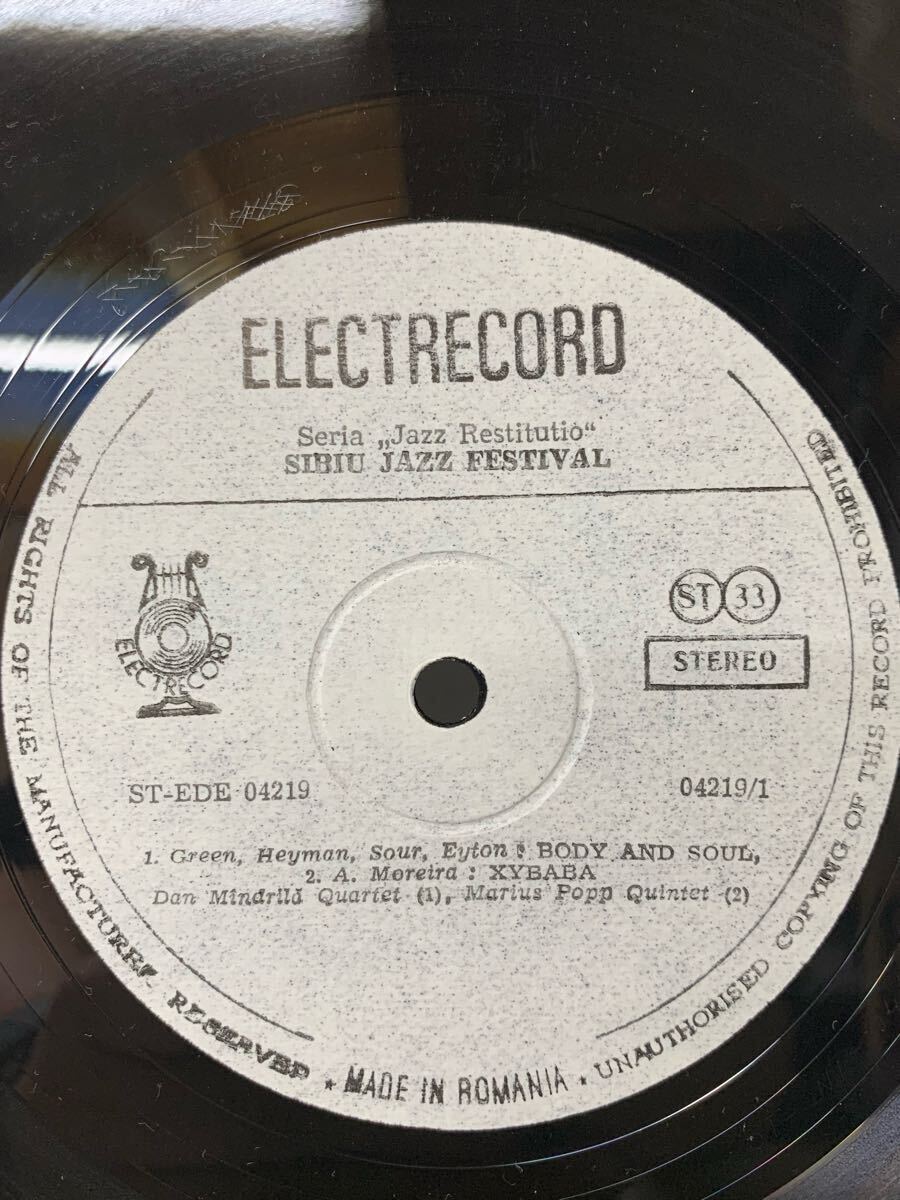 ELECTRECORD
Seria „Jazz Restitutio“
SIBIU JAZZ FESTIVAL
ELECTRECORD
ST 33
STEREO
ST-EDE 04219
04219/1
1. Green, Heyman, Sour, Eyton : BODY AND SOUL,
2. A. Moreira : XYBABA
Dan Mîndrilă Quartet (1), Marius Popp Quintet (2)
ALL RIGHTS OF THE MANUFACTURER RESERVED ★ MADE IN ROMANIA ★ UNAUTHORISED COPYING OF THIS RECORD PROHIBITED